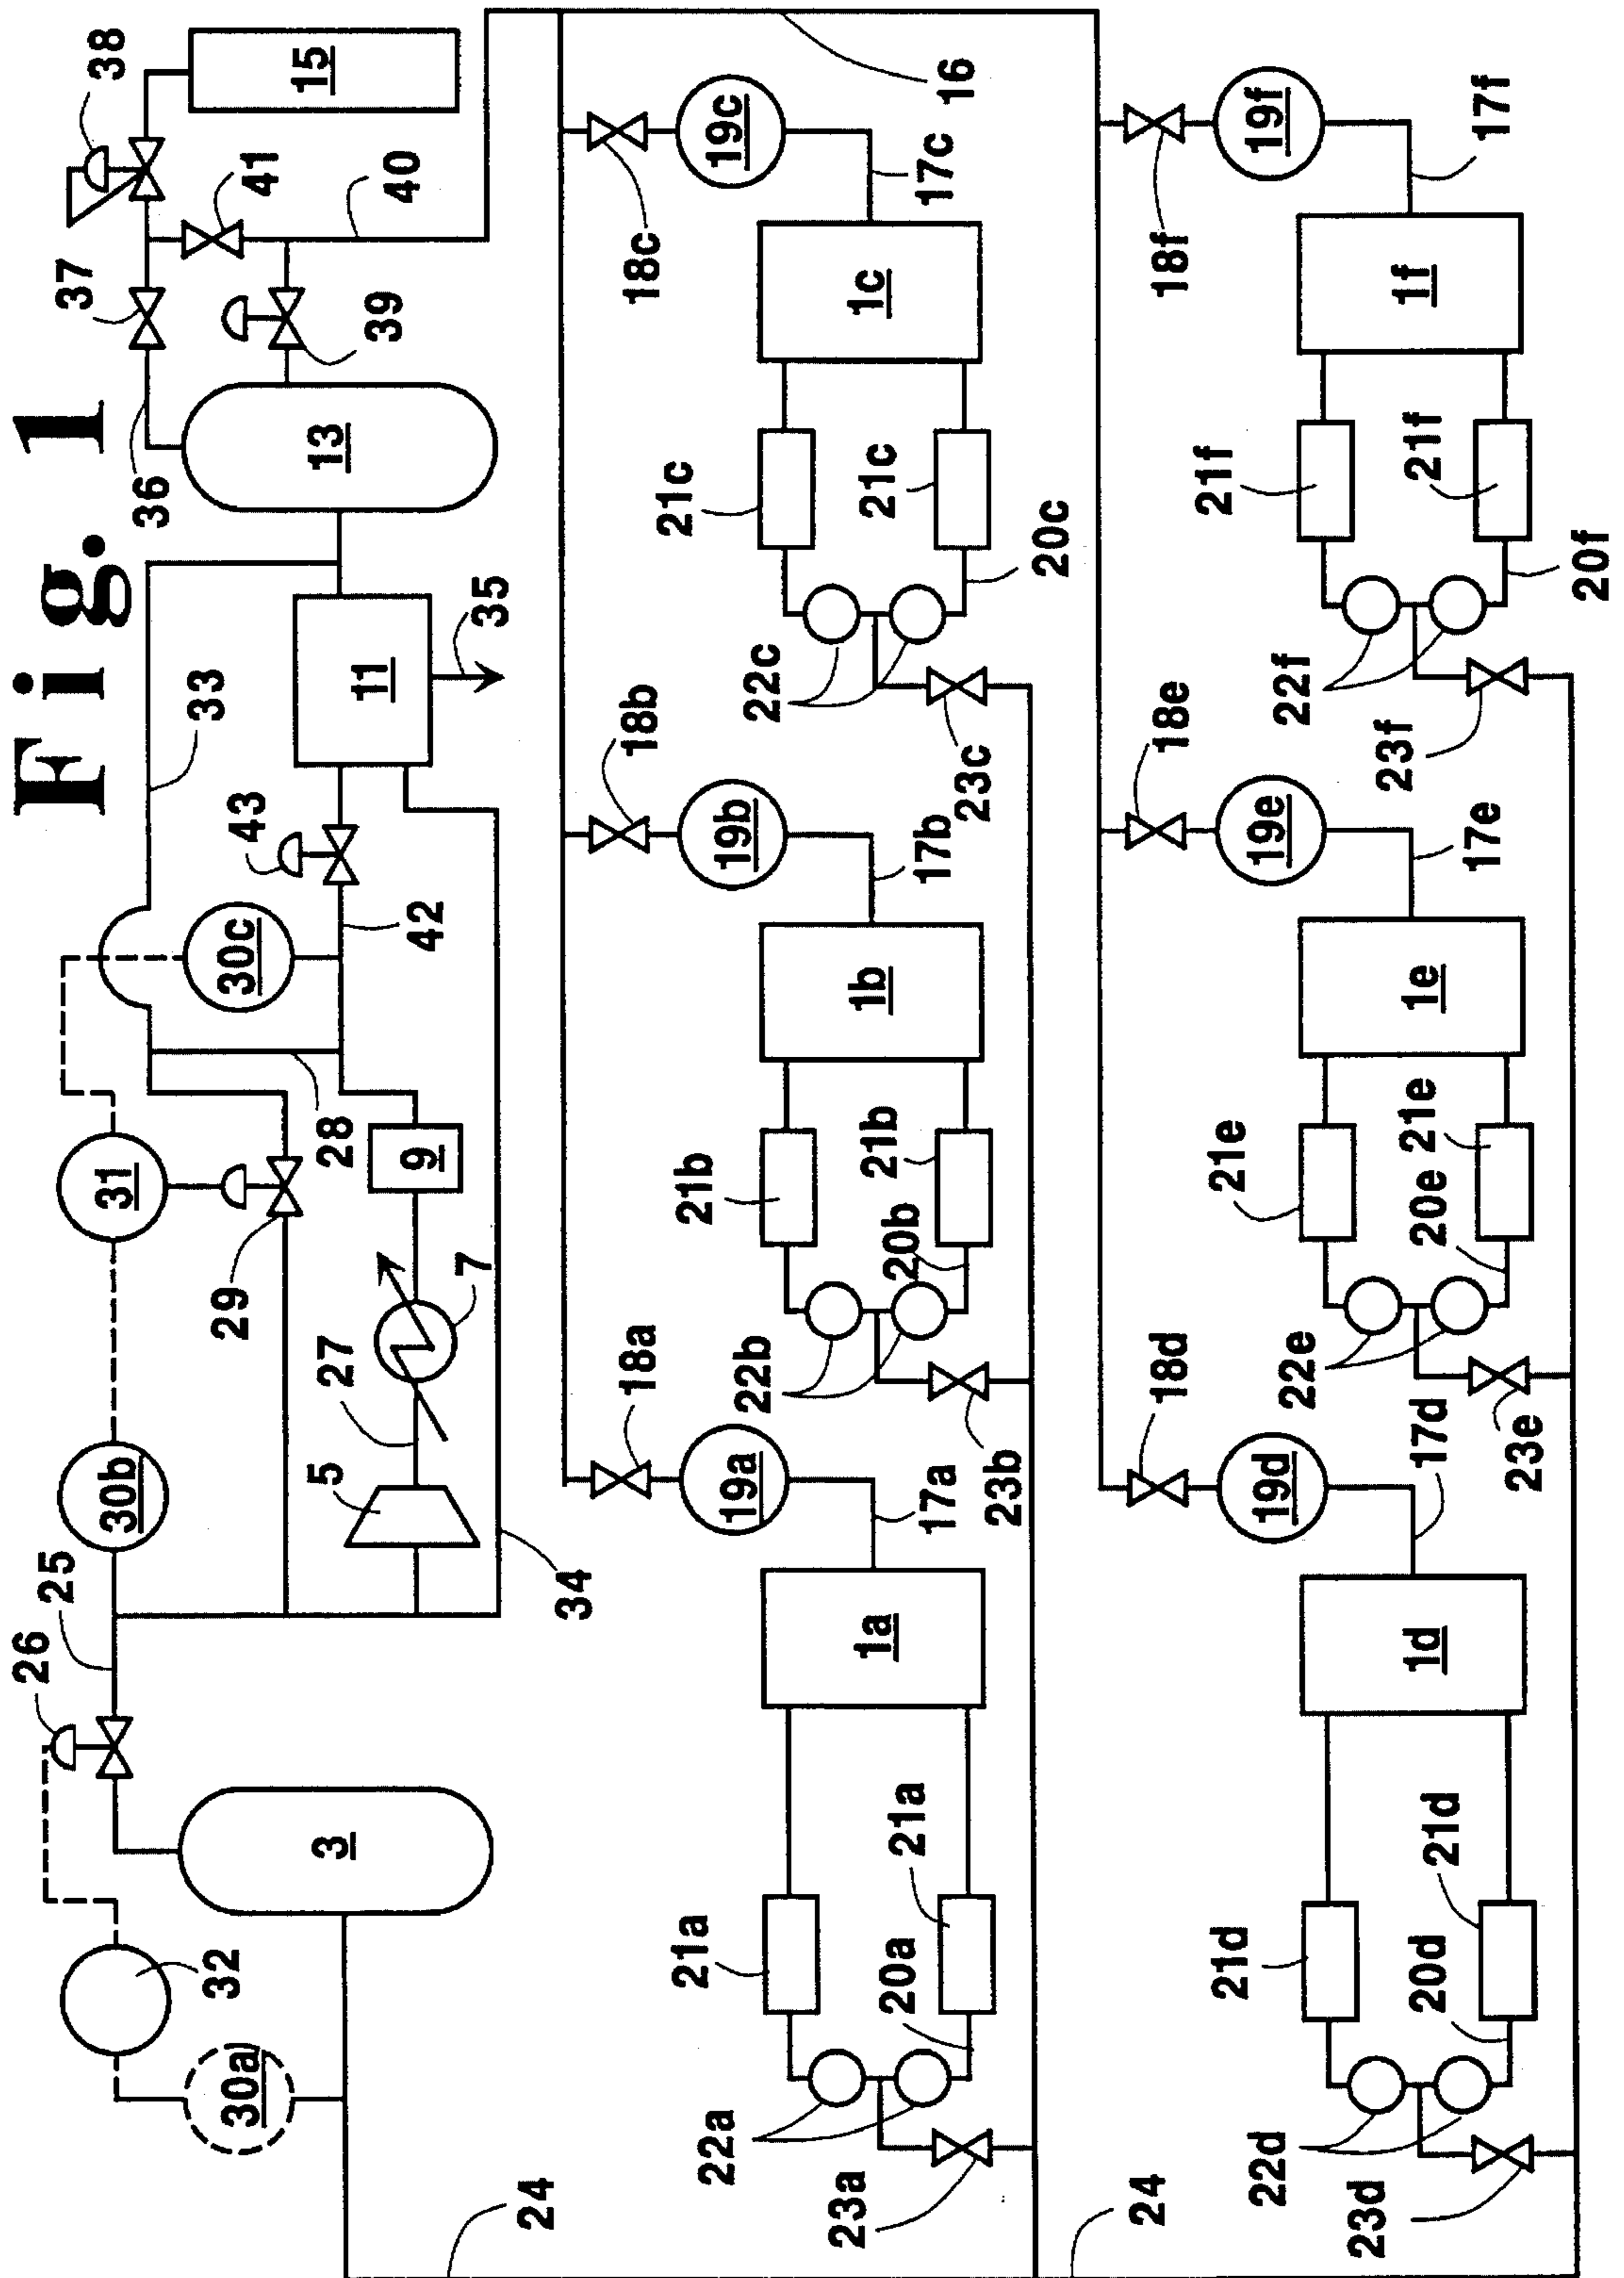 Fig. 1
32
26
25
30b
31
30c
43
33
36
37
38
30a
3
5
27
7
29
28
9
42
11
35
13
39
41
40
15
24
34
18a
18b
18c
16
19a
19b
19c
17a
17b
17c
1a
1b
1c
21a
21a
21b
21b
21c
21c
20a
20b
20c
22a
22b
22c
23a
23b
23c
24
18d
18e
18f
19d
19e
19f
17d
17e
17f
1d
1e
1f
21d
21d
21e
21e
21f
21f
20d
20e
20f
22d
22e
22f
23d
23e
23f